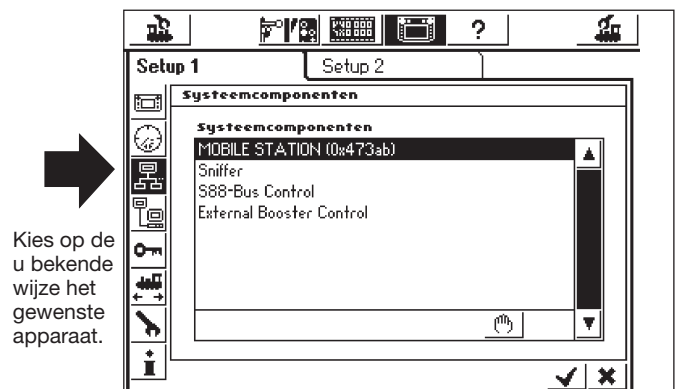 ?
Setup 1
Setup 2
Systeemcomponenten
Systeemcomponenten
MOBILE STATION (0x473ab)
Sniffer
S88-Bus Control
External Booster Control
Kies op de
u bekende
wijze het
gewenste
apparaat.